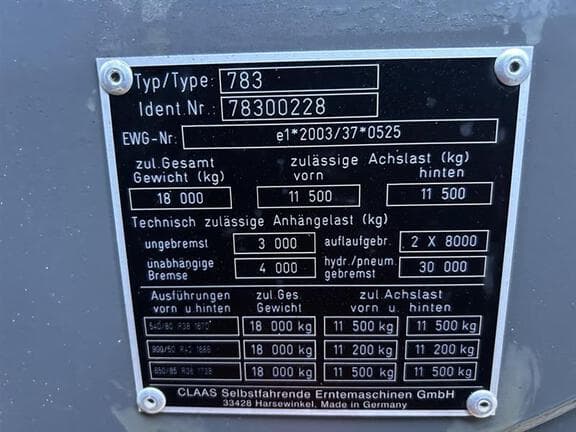 Typ/Type: 783
Ident.Nr.: 78300228
EWG-Nr: e1*2003/37*0525
zul.Gesamt zulässige Achslast (kg)
Gewicht (kg) vorn hinten
18 000 11 500 11 500
Technisch zulässige Anhängelast (kg)
ungebremst 3 000 auflaufgebr. 2 X 8000
unabhängige Bremse 4 000 hydr./pneum. gebremst 30 000
Ausführungen zul.Ges. zul.Achslast
vorn u.hinten Gewicht vorn u. hinten
18 000 kg 11 500 kg 11 500 kg
18 000 kg 11 200 kg 11 200 kg
18 000 kg 11 500 kg 11 500 kg
CLAAS Selbstfahrende Erntemaschinen GmbH
33428 Harsewinkel, Made in Germany